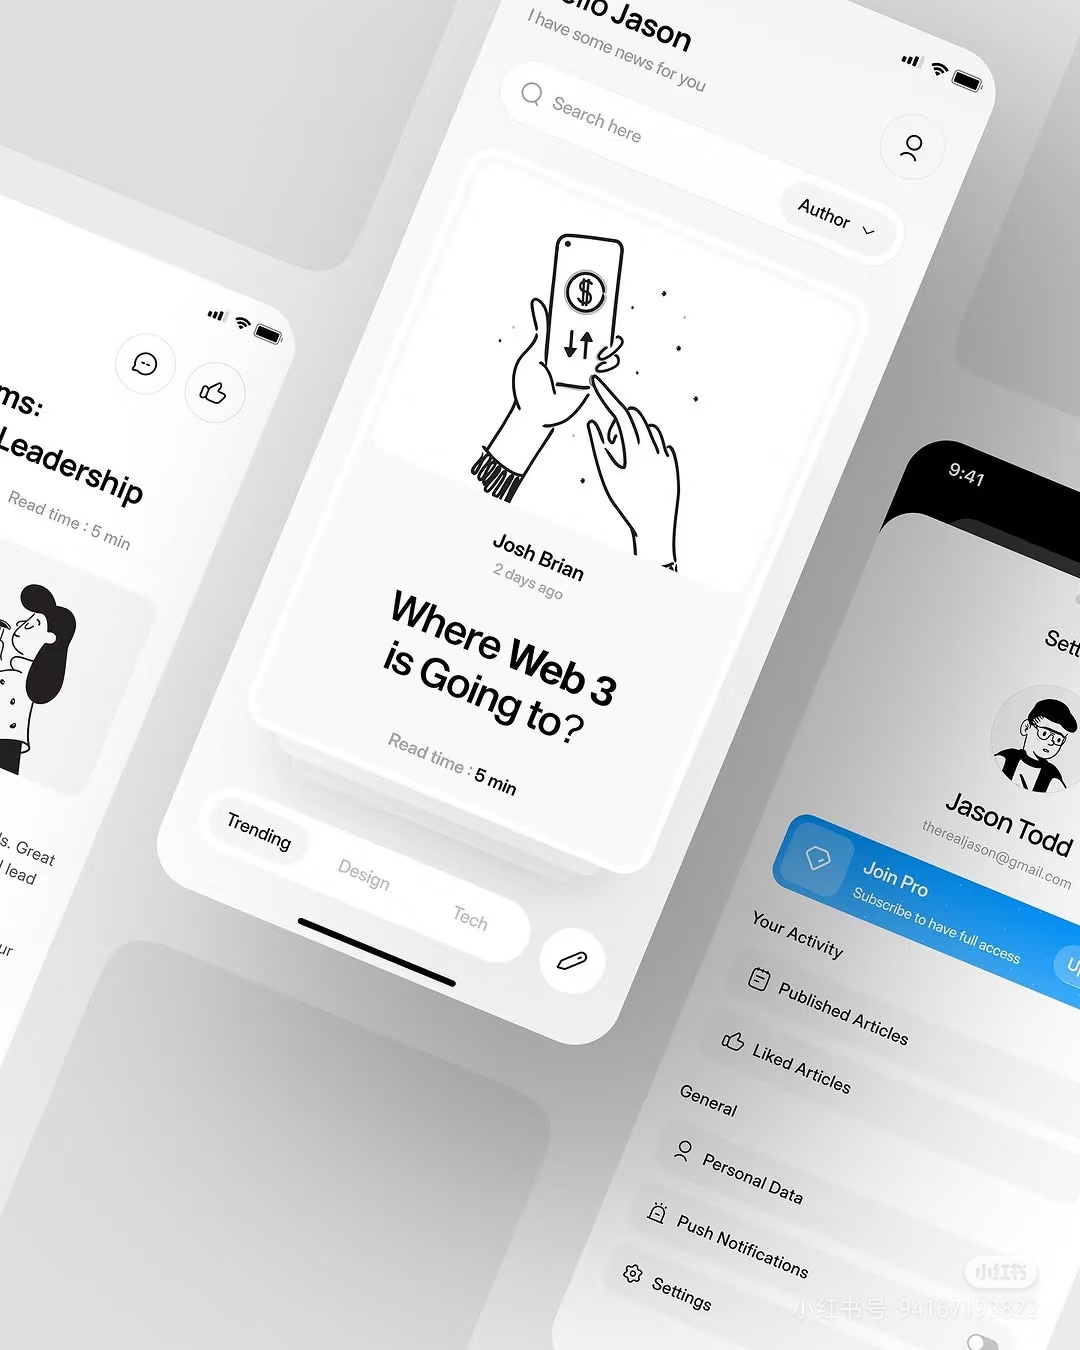 llo Jason
I have some news for you
Search here
Author
$
Josh Brian
2 days ago
Where Web 3
is Going to?
Read time : 5 min
Trending
Design
Tech
ms:
Leadership
Read time : 5 min
s. Great
lead
ur
9:41
Sett
Jason Todd
therealjason@gmail.com
Join Pro
Subscribe to have full access
Up
Your Activity
Published Articles
Liked Articles
General
Personal Data
Push Notifications
Settings
小红书
小红书号: 94167193822